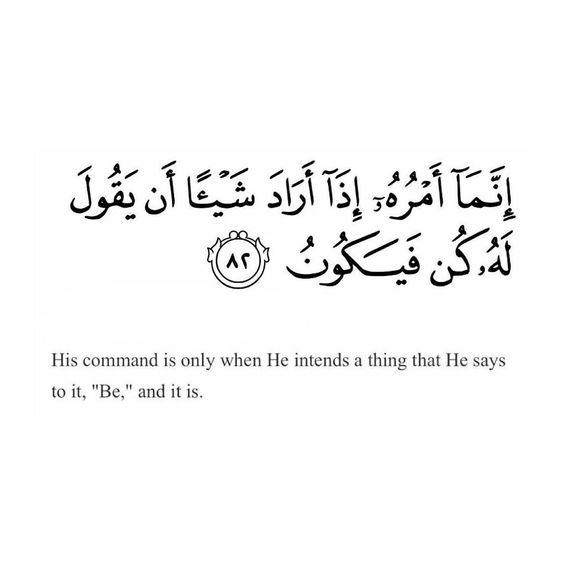 إِنَّمَآ أَمْرُهُۥٓ إِذَآ أَرَادَ شَيْـًٔا أَن يَقُولَ
لَهُۥ كُن فَيَكُونُ ٨٢
His command is only when He intends a thing that He says
to it, "Be," and it is.